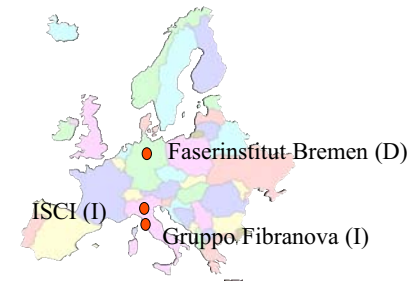 Faserinstitut Bremen (D)
ISCI (I)
Gruppo Fibranova (I)